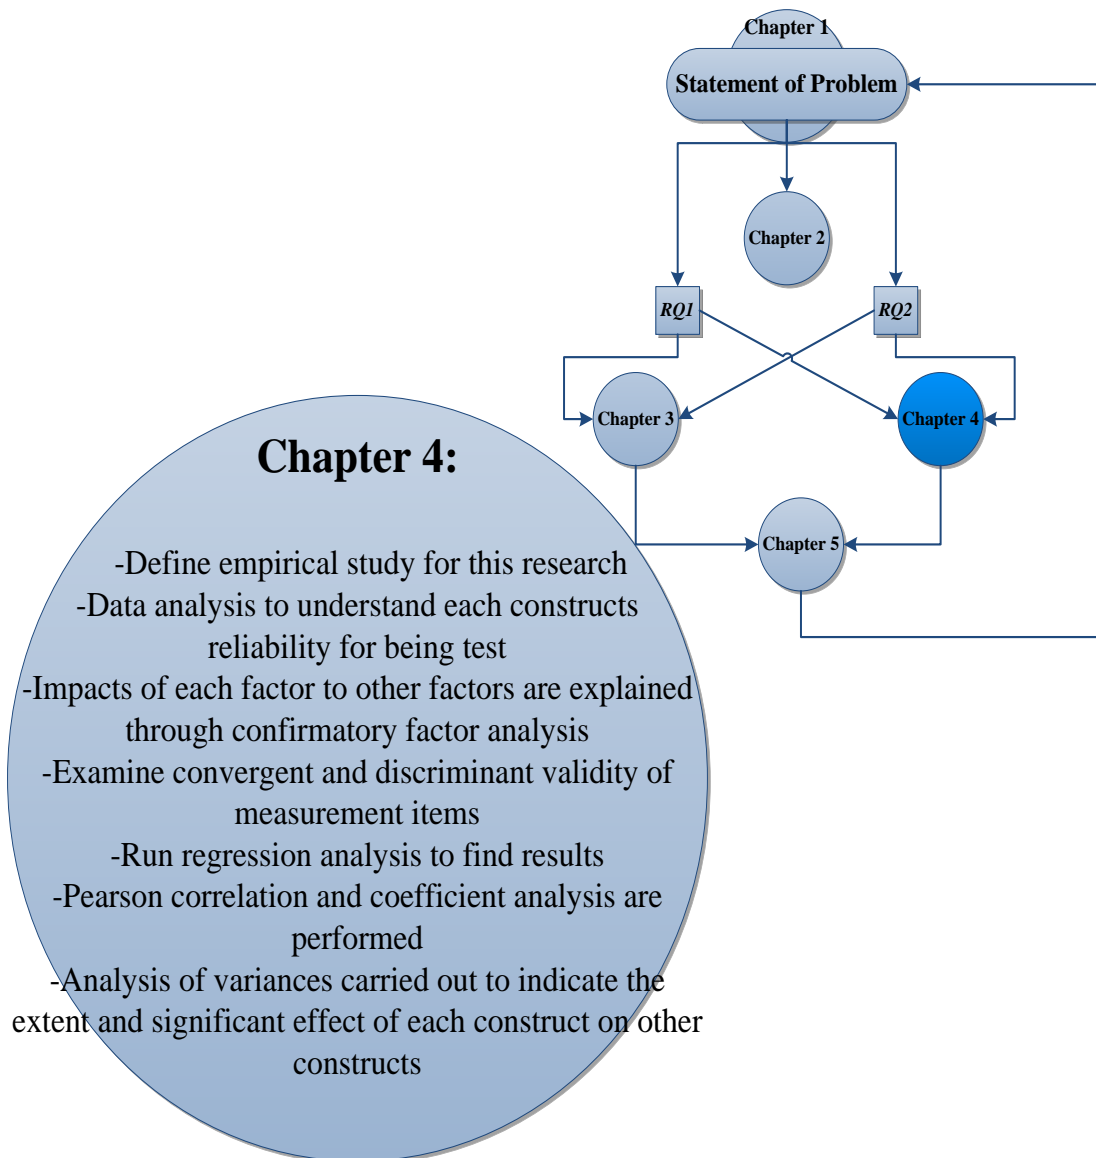 Chapter 1
Statement of Problem
Chapter 2
RQ1
RQ2
Chapter 3
Chapter 4
Chapter 5
Chapter 4:
-Define empirical study for this research
-Data analysis to understand each constructs
reliability for being test
-Impacts of each factor to other factors are explained
through confirmatory factor analysis
-Examine convergent and discriminant validity of
measurement items
-Run regression analysis to find results
-Pearson correlation and coefficient analysis are
performed
-Analysis of variances carried out to indicate the
extent and significant effect of each construct on other
constructs